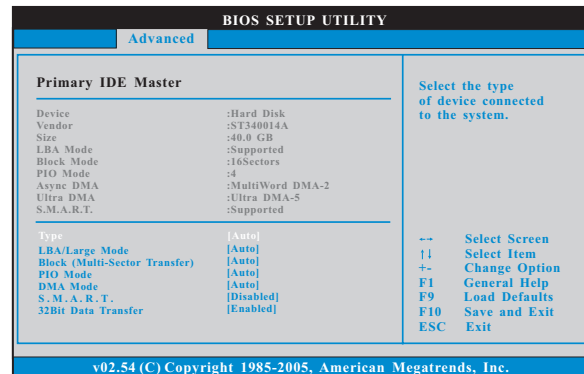 BIOS SETUP UTILITY
Advanced
Primary IDE Master
Device :Hard Disk
Vendor :ST340014A
Size :40.0 GB
LBA Mode :Supported
Block Mode :16Sectors
PIO Mode :4
Async DMA :MultiWord DMA-2
Ultra DMA :Ultra DMA-5
S.M.A.R.T. :Supported
Type [Auto]
LBA/Large Mode [Auto]
Block (Multi-Sector Transfer) [Auto]
PIO Mode [Auto]
DMA Mode [Auto]
S.M.A.R.T. [Disabled]
32Bit Data Transfer [Enabled]
Select the type
of device connected
to the system.
←→ Select Screen
↑↓ Select Item
+- Change Option
F1 General Help
F9 Load Defaults
F10 Save and Exit
ESC Exit
v02.54 (C) Copyright 1985-2005, American Megatrends, Inc.